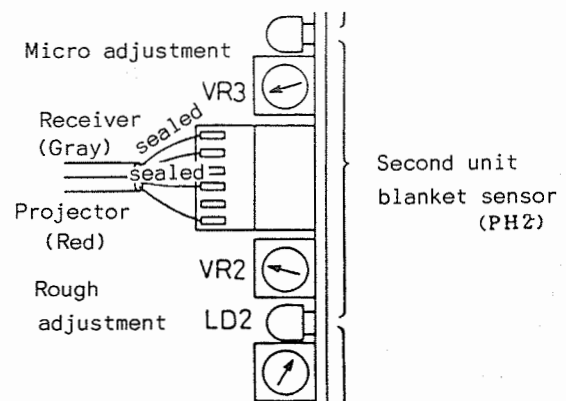 Micro adjustment
VR3
Receiver
(Gray)
sealed
sealed
Projector
(Red)
Second unit
blanket sensor
(PH2)
VR2
Rough
adjustment
LD2